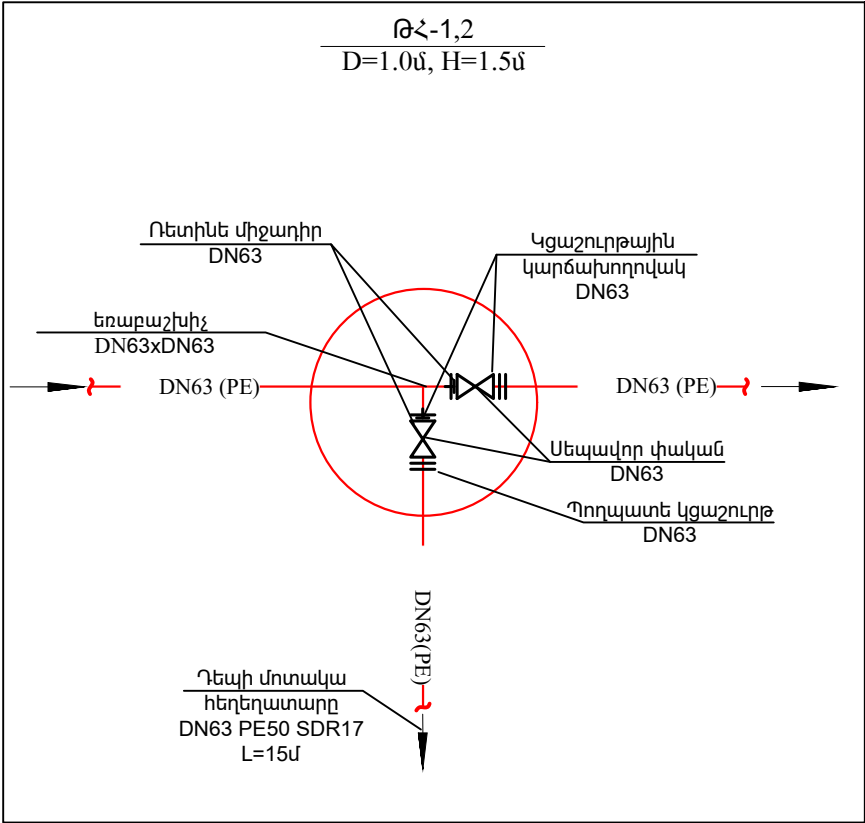 ԹՀ-1,2
D=1.0մ, H=1.5մ
Ռետինե միջադիր
DN63
Կցաշուրթային
կարճախողովակ
DN63
եռաբաշխիչ
DN63xDN63
DN63 (PE)
DN63 (PE)
Սեպավոր փական
DN63
Պողպատե կցաշուրթ
DN63
DN63(PE)
Դեպի մոտակա
հեղեղատարը
DN63 PE50 SDR17
L=15մ